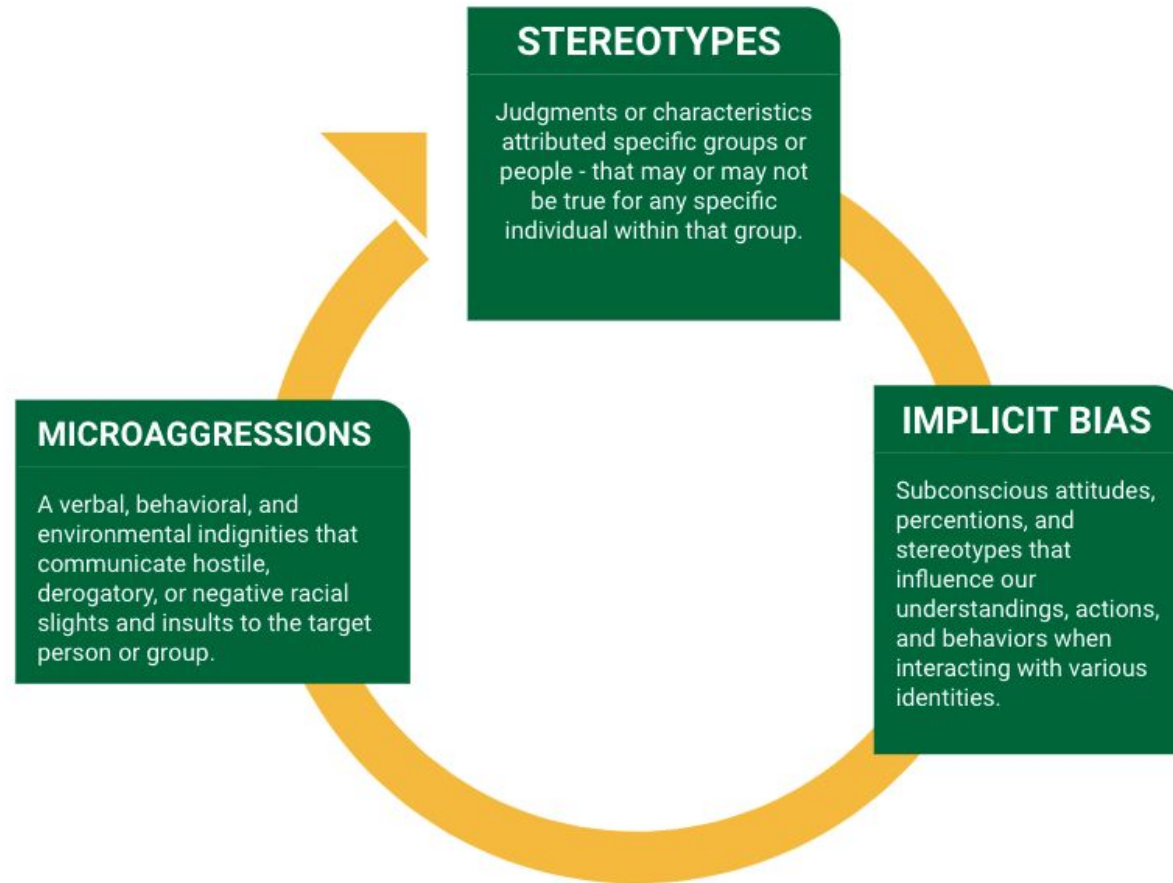 STEREOTYPES
Judgments or characteristics
attributed specific groups or
people - that may or may not
be true for any specific
individual within that group.
IMPLICIT BIAS
Subconscious attitudes,
percentions, and
stereotypes that
influence our
understandings, actions,
and behaviors when
interacting with various
identities.
MICROAGGRESSIONS
A verbal, behavioral, and
environmental indignities that
communicate hostile,
derogatory, or negative racial
slights and insults to the target
person or group.